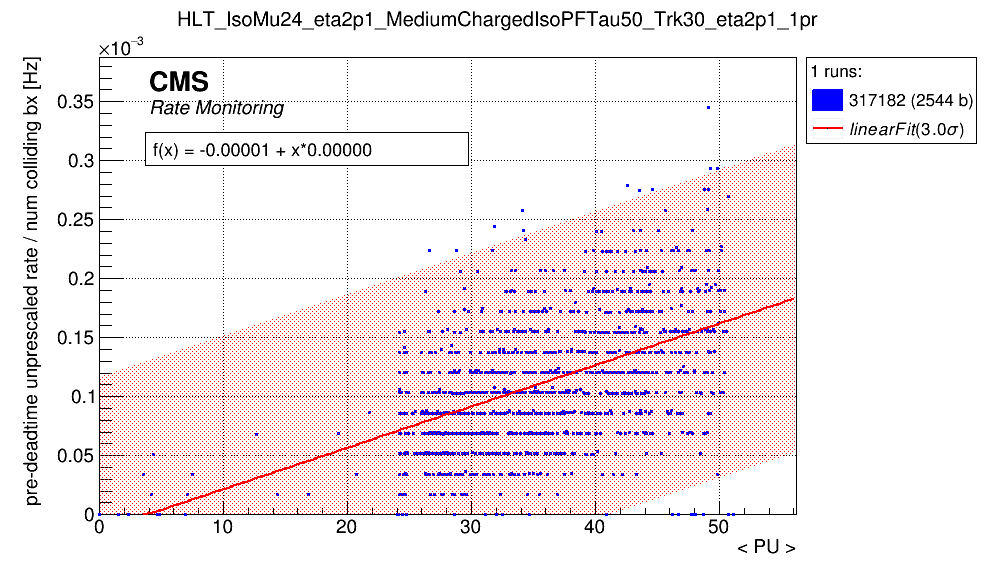 HLT_IsoMu24_eta2p1_MediumChargedIsoPFTau50_Trk30_eta2p1_1pr
×10⁻³
pre-deadtime unprescaled rate / num colliding bx [Hz]
CMS
Rate Monitoring
f(x) = -0.00001 + x*0.00000
1 runs:
317182 (2544 b)
linearFit(3.0σ)
0.35
0.3
0.25
0.2
0.15
0.1
0.05
0
0 10 20 30 40 50
< PU >